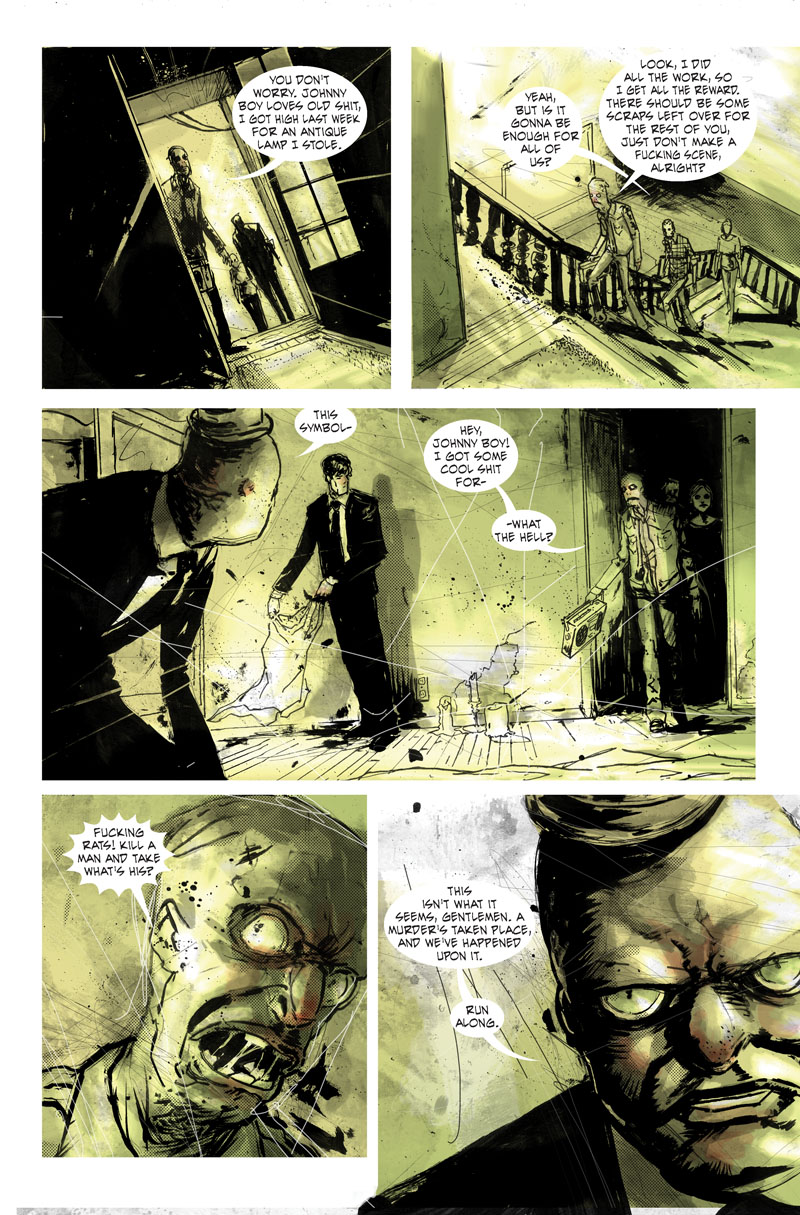 YOU DON'T
WORRY. JOHNNY
BOY LOVES OLD SHIT,
I GOT HIGH LAST WEEK
FOR AN ANTIQUE
LAMP I STOLE.
YEAH,
BUT IS IT
GONNA BE
ENOUGH FOR
ALL OF
US?
LOOK, I DID
ALL THE WORK, SO
I GET ALL THE REWARD.
THERE SHOULD BE SOME
SCRAPS LEFT OVER FOR
THE REST OF YOU,
JUST DON'T MAKE A
FUCKING SCENE,
ALRIGHT?
THIS
SYMBOL-
HEY,
JOHNNY BOY!
I GOT SOME
COOL SHIT
FOR-
-WHAT
THE HELL?
FUCKING
RATS! KILL A
MAN AND TAKE
WHAT'S HIS?
THIS
ISN'T WHAT IT
SEEMS, GENTLEMEN. A
MURDER'S TAKEN PLACE,
AND WE'VE HAPPENED
UPON IT.
RUN
ALONG.